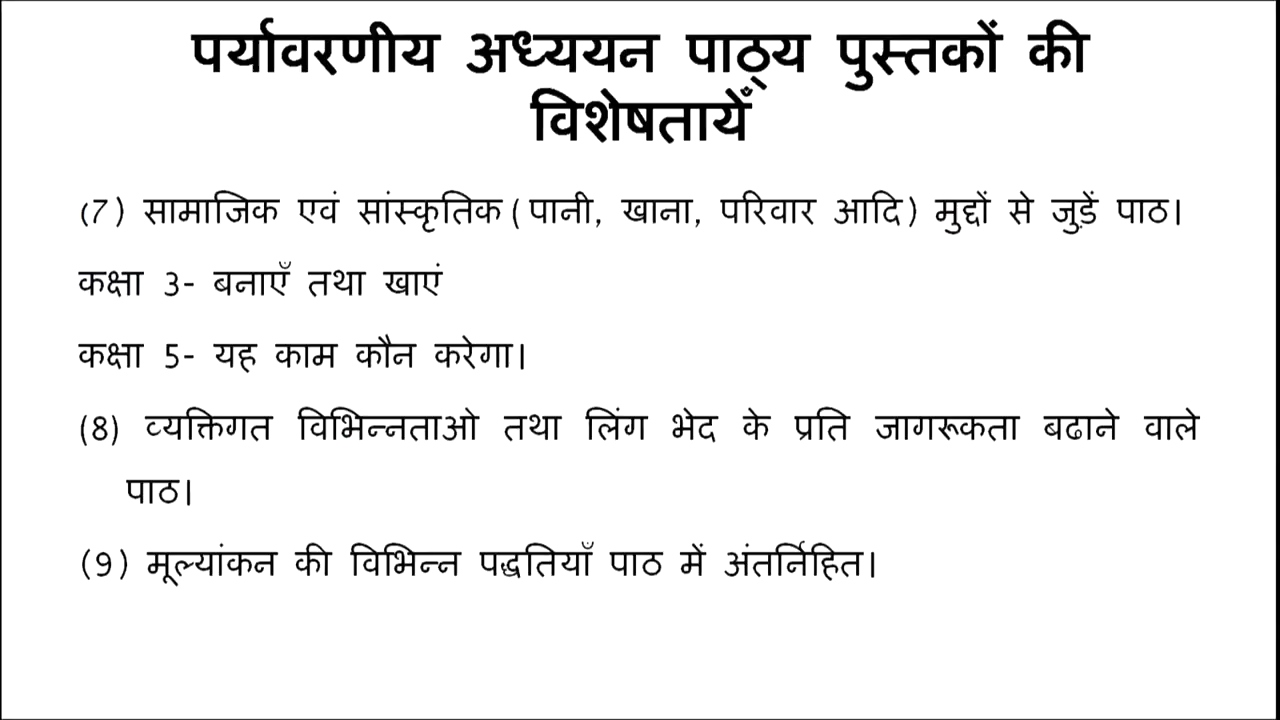 पर्यावरणीय अध्ययन पाठ्य पुस्तकों की
विशेषतायेँ
(7) सामाजिक एवं सांस्कृतिक (पानी, खाना, परिवार आदि) मुद्दों से जुड़ें पाठ।
कक्षा 3- बनाएँ तथा खाएं
कक्षा 5- यह काम कौन करेगा।
(8) व्यक्तिगत विभिन्नताओ तथा लिंग भेद के प्रति जागरूकता बढाने वाले
पाठ।
(9) मूल्यांकन की विभिन्न पद्धतियाँ पाठ में अंतर्निहित।